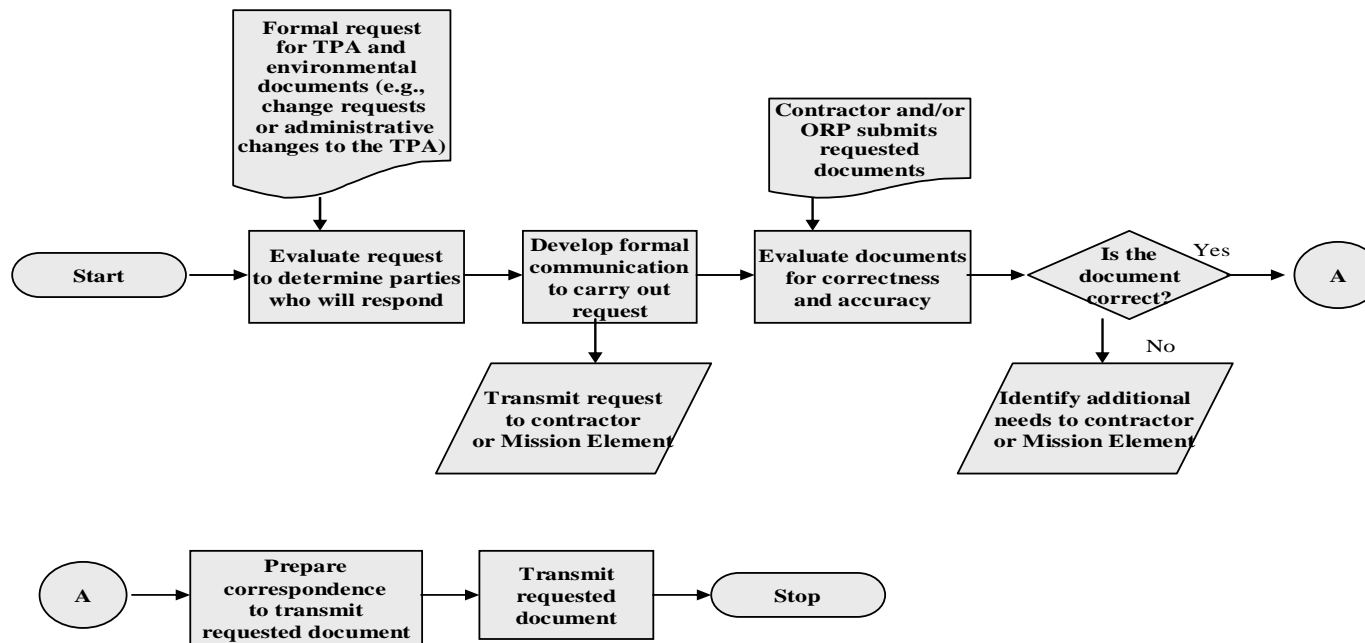 Formal request
for TPA and
environmental
documents (e.g.,
change requests
or administrative
changes to the TPA)
Contractor and/or
ORP submits
requested
documents
Start
Evaluate request
to determine parties
who will respond
Develop formal
communication
to carry out
request
Evaluate documents
for correctness
and accuracy
Is the
document
correct?
Yes
A
No
Transmit request
to contractor
or Mission Element
Identify additional
needs to contractor
or Mission Element
A
Prepare
correspondence
to transmit
requested document
Transmit
requested
document
Stop